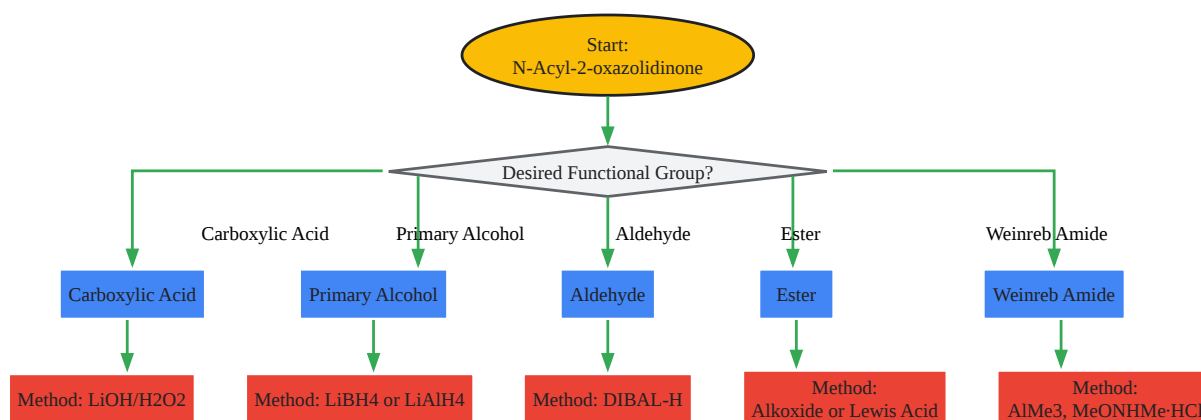 Start:
N-Acyl-2-oxazolidinone
Desired Functional Group?
Carboxylic Acid
Primary Alcohol
Aldehyde
Ester
Weinreb Amide
Carboxylic Acid
Primary Alcohol
Aldehyde
Ester
Weinreb Amide
Method: LiOH/H2O2
Method: LiBH4 or LiAlH4
Method: DIBAL-H
Method:
Alkoxide or Lewis Acid
Method:
AlMe3, MeONHMe·HCl